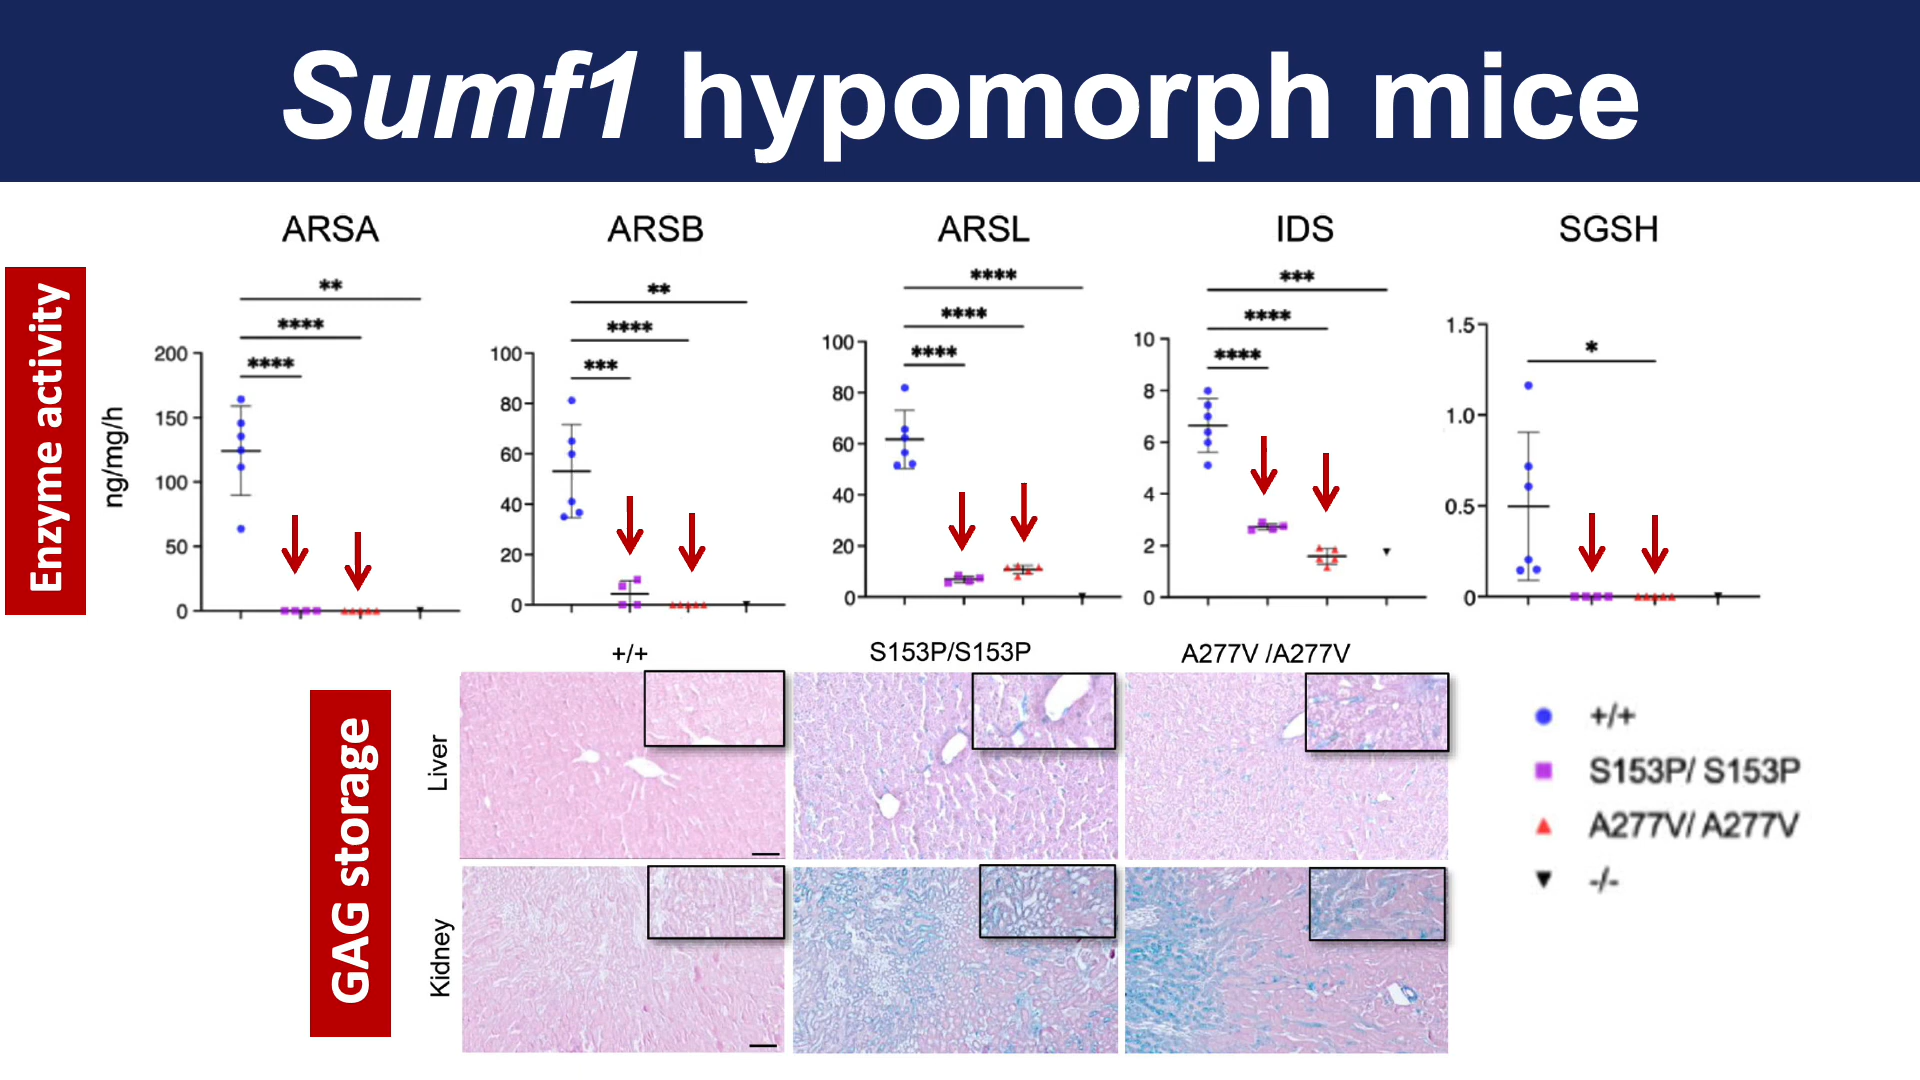 Sumf1 hypomorph mice
ARSA
ARSB
ARSL
IDS
SGSH
Enzyme activity
ng/mg/h
**
****
****
200
150
100
50
0
**
****
***
100
80
60
40
20
0
****
****
****
100
80
60
40
20
0
***
****
****
10
8
6
4
2
0
*
1.5
1.0
0.5
0
+/+
S153P/S153P
A277V /A277V
GAG storage
Liver
Kidney
+/+
S153P/ S153P
A277V/ A277V
-/-